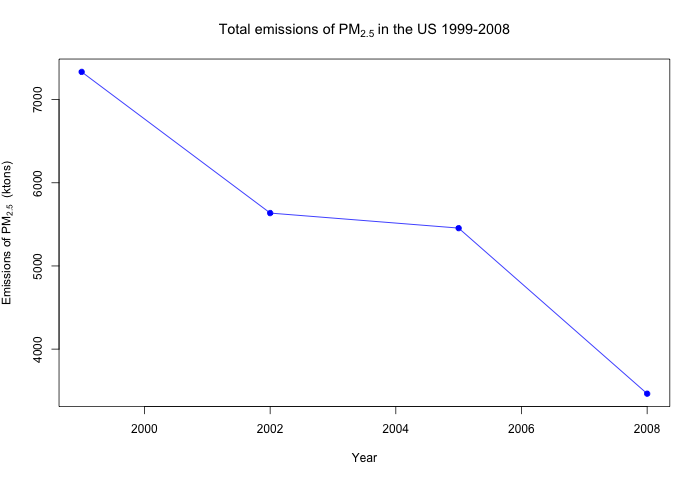 Total emissions of PM2.5 in the US 1999-2008
Emissions of PM2.5 (ktons)
7000
6000
5000
4000
2000 2002 2004 2006 2008
Year